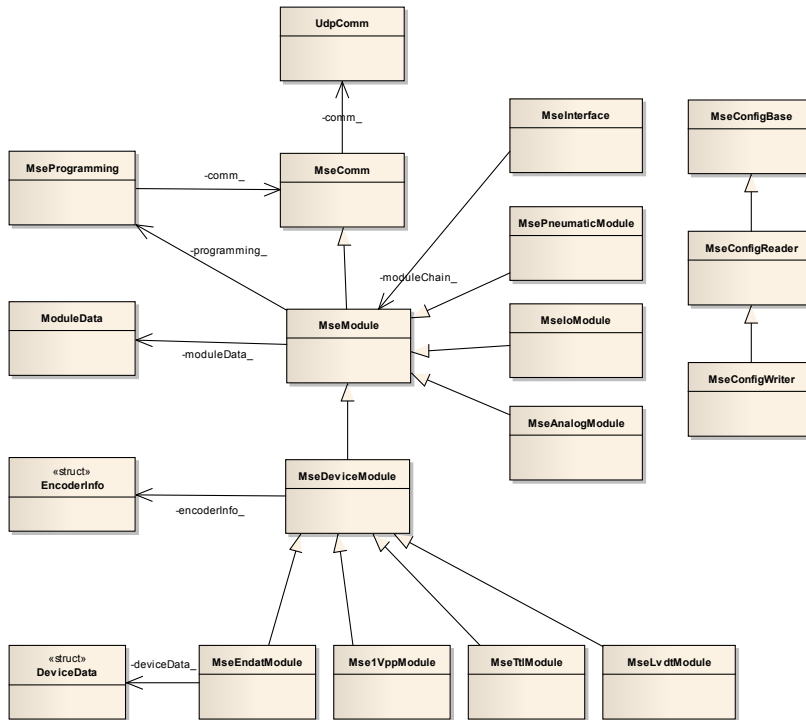 UdpComm
-comm_
MseInterface
MseConfigBase
MseProgramming
-comm_
MseComm
MsePneumaticModule
MseConfigReader
-programming_
-moduleChain_
ModuleData
MseModule
MseIoModule
-moduleData_
MseConfigWriter
MseAnalogModule
«struct»
EncoderInfo
MseDeviceModule
-encoderInfo_
«struct»
DeviceData
-deviceData_
MseEndatModule
Mse1VppModule
MseTtlModule
MseLvdtModule